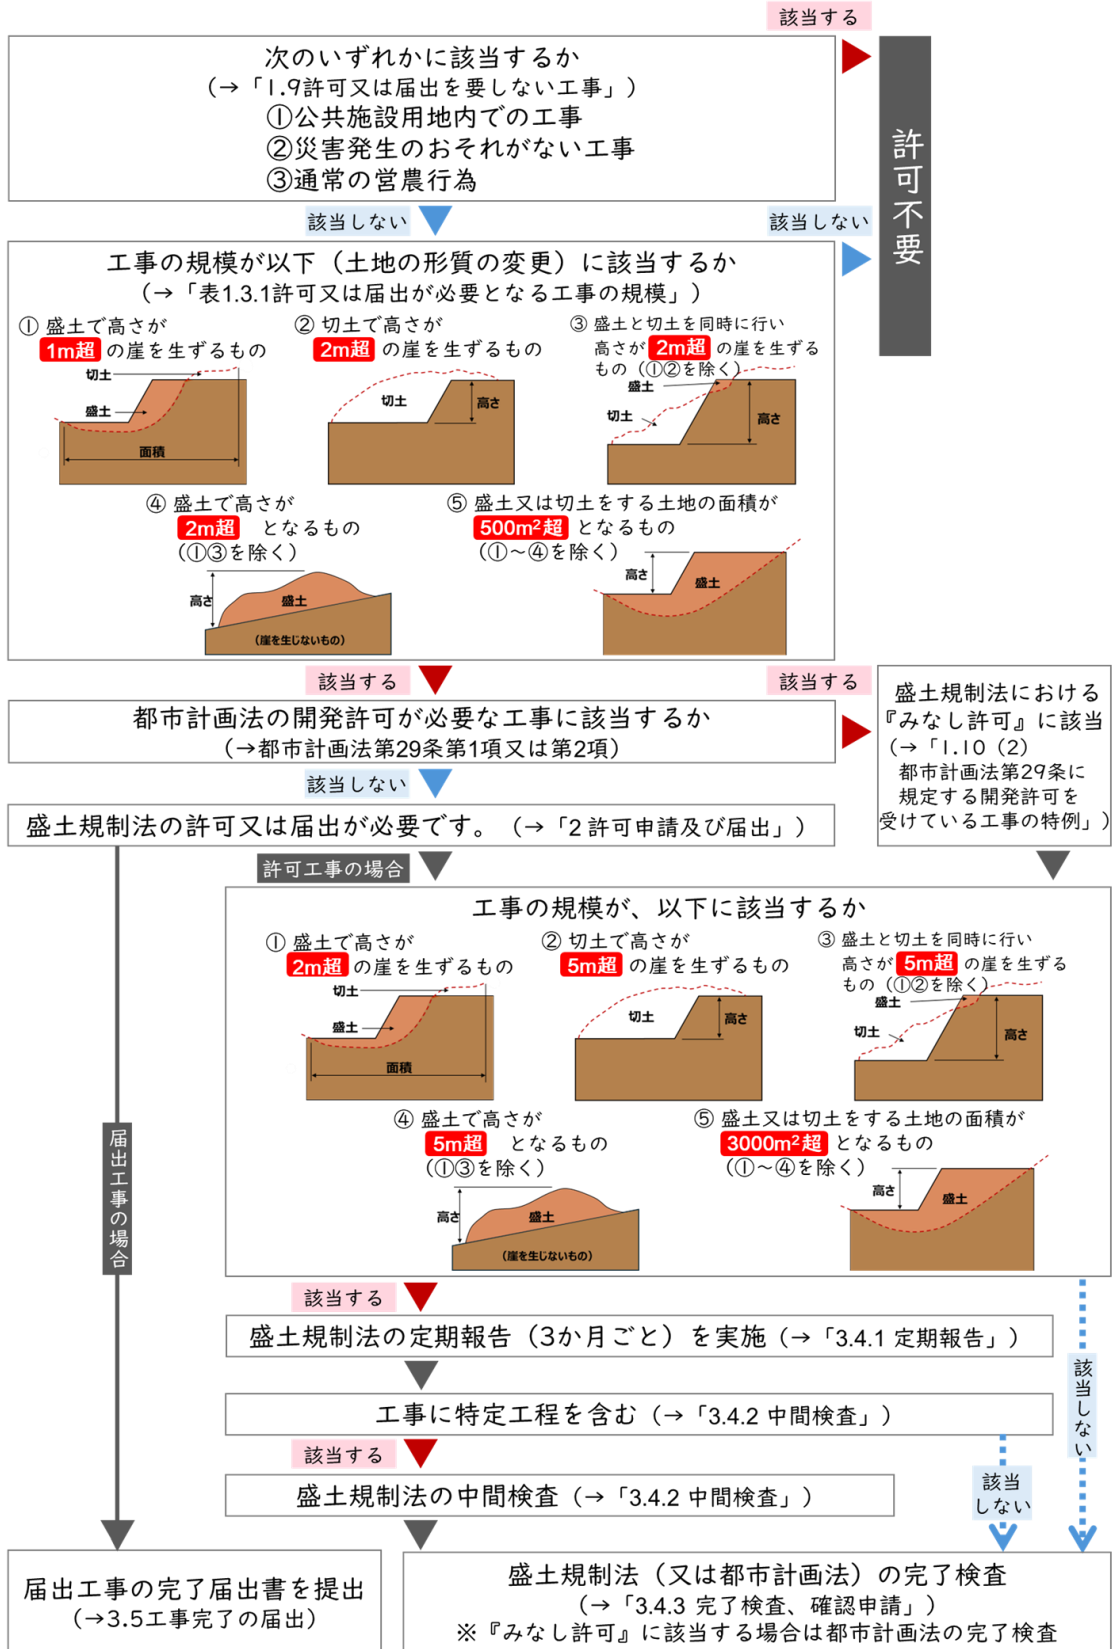 該当する
次のいずれかに該当するか
(→「1.9許可又は届出を要しない工事」)
①公共施設用地内での工事
②災害発生のおそれがない工事
③通常の営農行為
許可不要
該当しない
該当しない
工事の規模が以下（土地の形質の変更）に該当するか
(→「表1.3.1許可又は届出が必要となる工事の規模」)
① 盛土で高さが
1m超 の崖を生ずるもの
切土
盛土
面積
② 切土で高さが
2m超 の崖を生ずるもの
切土
高さ
③ 盛土と切土を同時に行い
高さが 2m超 の崖を生ずる
もの（①②を除く）
盛土
切土
高さ
④ 盛土で高さが
2m超 となるもの
（①③を除く）
高さ
盛土
（崖を生じないもの）
⑤ 盛土又は切土をする土地の面積が
500m²超 となるもの
（①～④を除く）
高さ
盛土
該当する
該当する
都市計画法の開発許可が必要な工事に該当するか
(→都市計画法第29条第1項又は第2項)
盛土規制法における
『みなし許可』に該当
(→「1.10（2）
都市計画法第29条に
規定する開発許可を
受けている工事の特例」)
該当しない
盛土規制法の許可又は届出が必要です。（→「2 許可申請及び届出」）
許可工事の場合
工事の規模が、以下に該当するか
① 盛土で高さが
2m超 の崖を生ずるもの
切土
盛土
面積
② 切土で高さが
5m超 の崖を生ずるもの
切土
高さ
③ 盛土と切土を同時に行い
高さが 5m超 の崖を生ずる
もの（①②を除く）
盛土
切土
高さ
④ 盛土で高さが
5m超 となるもの
（①③を除く）
高さ
盛土
（崖を生じないもの）
⑤ 盛土又は切土をする土地の面積が
3000m²超 となるもの
（①～④を除く）
高さ
盛土
届出工事の場合
該当する
盛土規制法の定期報告（3か月ごと）を実施（→「3.4.1 定期報告」）
該当しない
工事に特定工程を含む（→「3.4.2 中間検査」）
該当する
該当
しない
盛土規制法の中間検査（→「3.4.2 中間検査」）
届出工事の完了届出書を提出
(→3.5工事完了の届出)
盛土規制法（又は都市計画法）の完了検査
(→「3.4.3 完了検査、確認申請」)
※『みなし許可』に該当する場合は都市計画法の完了検査